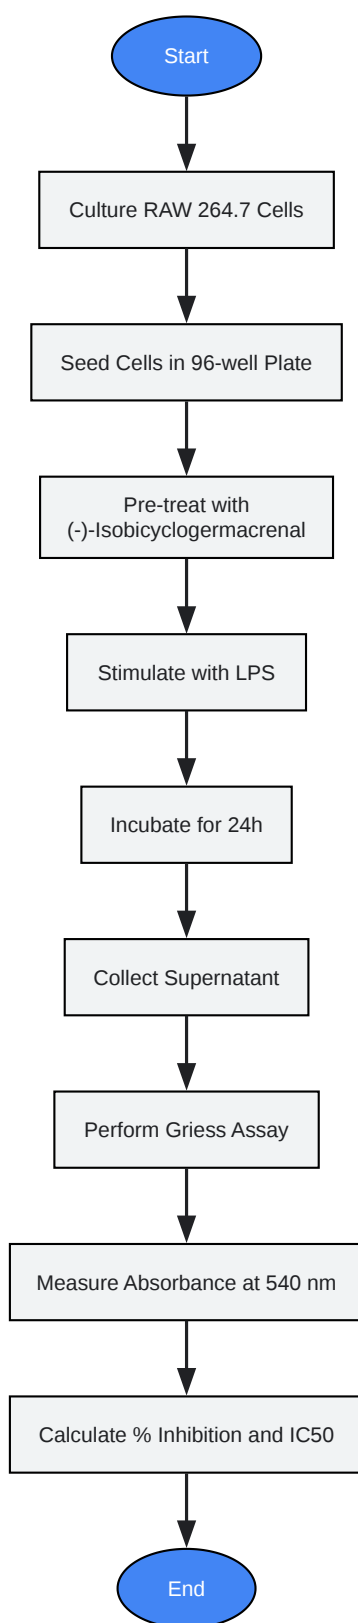 Start
Culture RAW 264.7 Cells
Seed Cells in 96-well Plate
Pre-treat with
(-)-Isobicyclogermacrenal
Stimulate with LPS
Incubate for 24h
Collect Supernatant
Perform Griess Assay
Measure Absorbance at 540 nm
Calculate % Inhibition and IC50
End